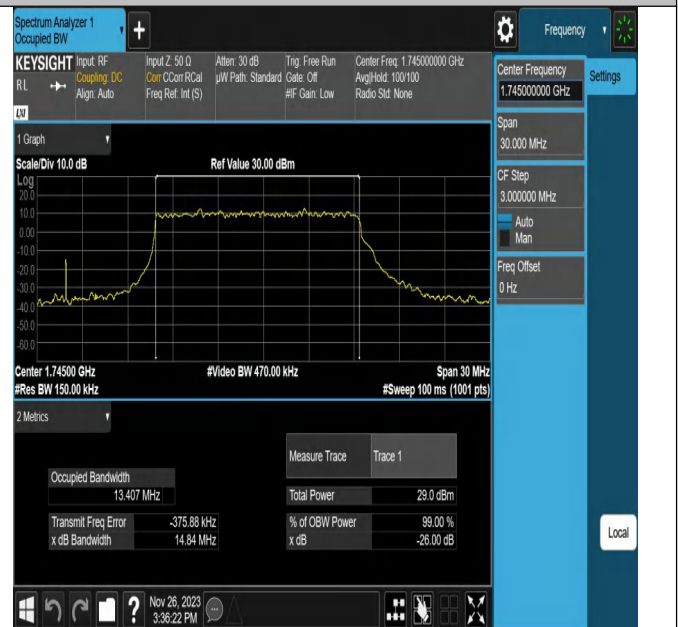 Spectrum Analyzer 1
Occupied BW
+
Frequency
KEYSIGHT
RL
LXI
Input: RF
Coupling: DC
Align: Auto
Input Z: 50 Ω
Corr CCorr RCal
Freq Ref: Int (S)
Atten: 30 dB
µW Path: Standard
Trig: Free Run
Gate: Off
#IF Gain: Low
Center Freq: 1.745000000 GHz
Avg|Hold: 100/100
Radio Std: None
Center Frequency
1.745000000 GHz
Settings
Span
30.000 MHz
CF Step
3.000000 MHz
Auto
Man
Freq Offset
0 Hz
Local
1 Graph
Scale/Div 10.0 dB
Ref Value 30.00 dBm
Log
20.0
10.0
0.00
-10.0
-20.0
-30.0
-40.0
-50.0
-60.0
Center 1.74500 GHz
#Video BW 470.00 kHz
Span 30 MHz
#Res BW 150.00 kHz
#Sweep 100 ms (1001 pts)
2 Metrics
Measure Trace
Trace 1
Occupied Bandwidth
13.407 MHz
Total Power
29.0 dBm
Transmit Freq Error
-375.88 kHz
% of OBW Power
99.00 %
x dB Bandwidth
14.84 MHz
x dB
-26.00 dB
?
Nov 26, 2023
3:36:22 PM